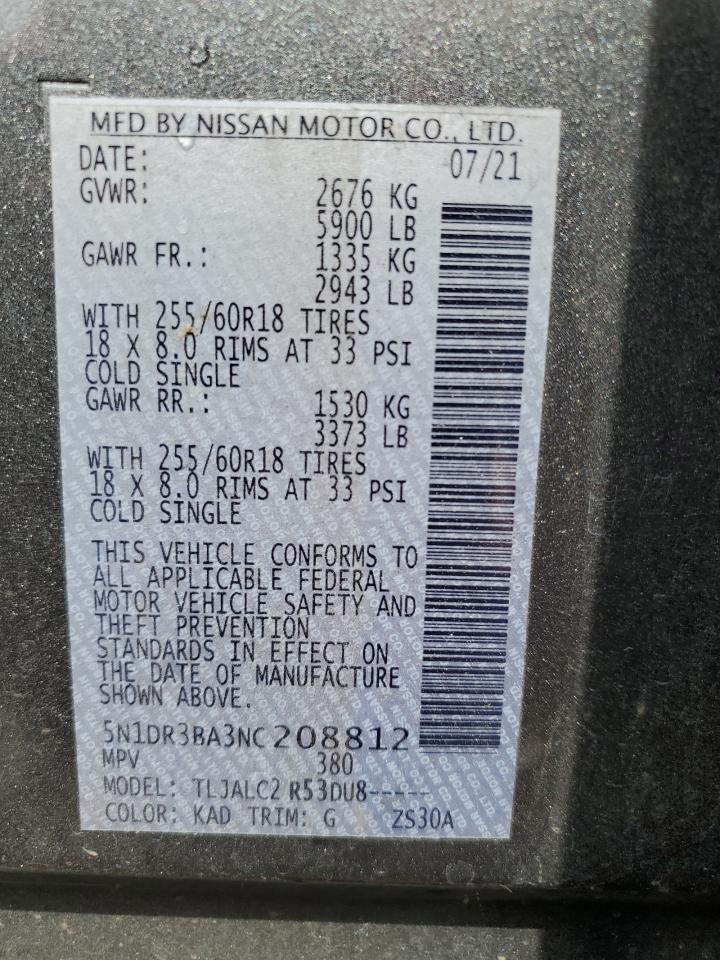 MFD BY NISSAN MOTOR CO., LTD.
DATE: 07/21
GVWR: 2676 KG
5900 LB
GAWR FR.: 1335 KG
2943 LB
WITH 255/60R18 TIRES
18 X 8.0 RIMS AT 33 PSI
COLD SINGLE
GAWR RR.: 1530 KG
3373 LB
WITH 255/60R18 TIRES
18 X 8.0 RIMS AT 33 PSI
COLD SINGLE
THIS VEHICLE CONFORMS TO
ALL APPLICABLE FEDERAL
MOTOR VEHICLE SAFETY AND
THEFT PREVENTION
STANDARDS IN EFFECT ON
THE DATE OF MANUFACTURE
SHOWN ABOVE.
5N1DR3BA3NC208812
MPV 380
MODEL: TLJALC2 R53DU8-----
COLOR: KAD TRIM: G ZS30A